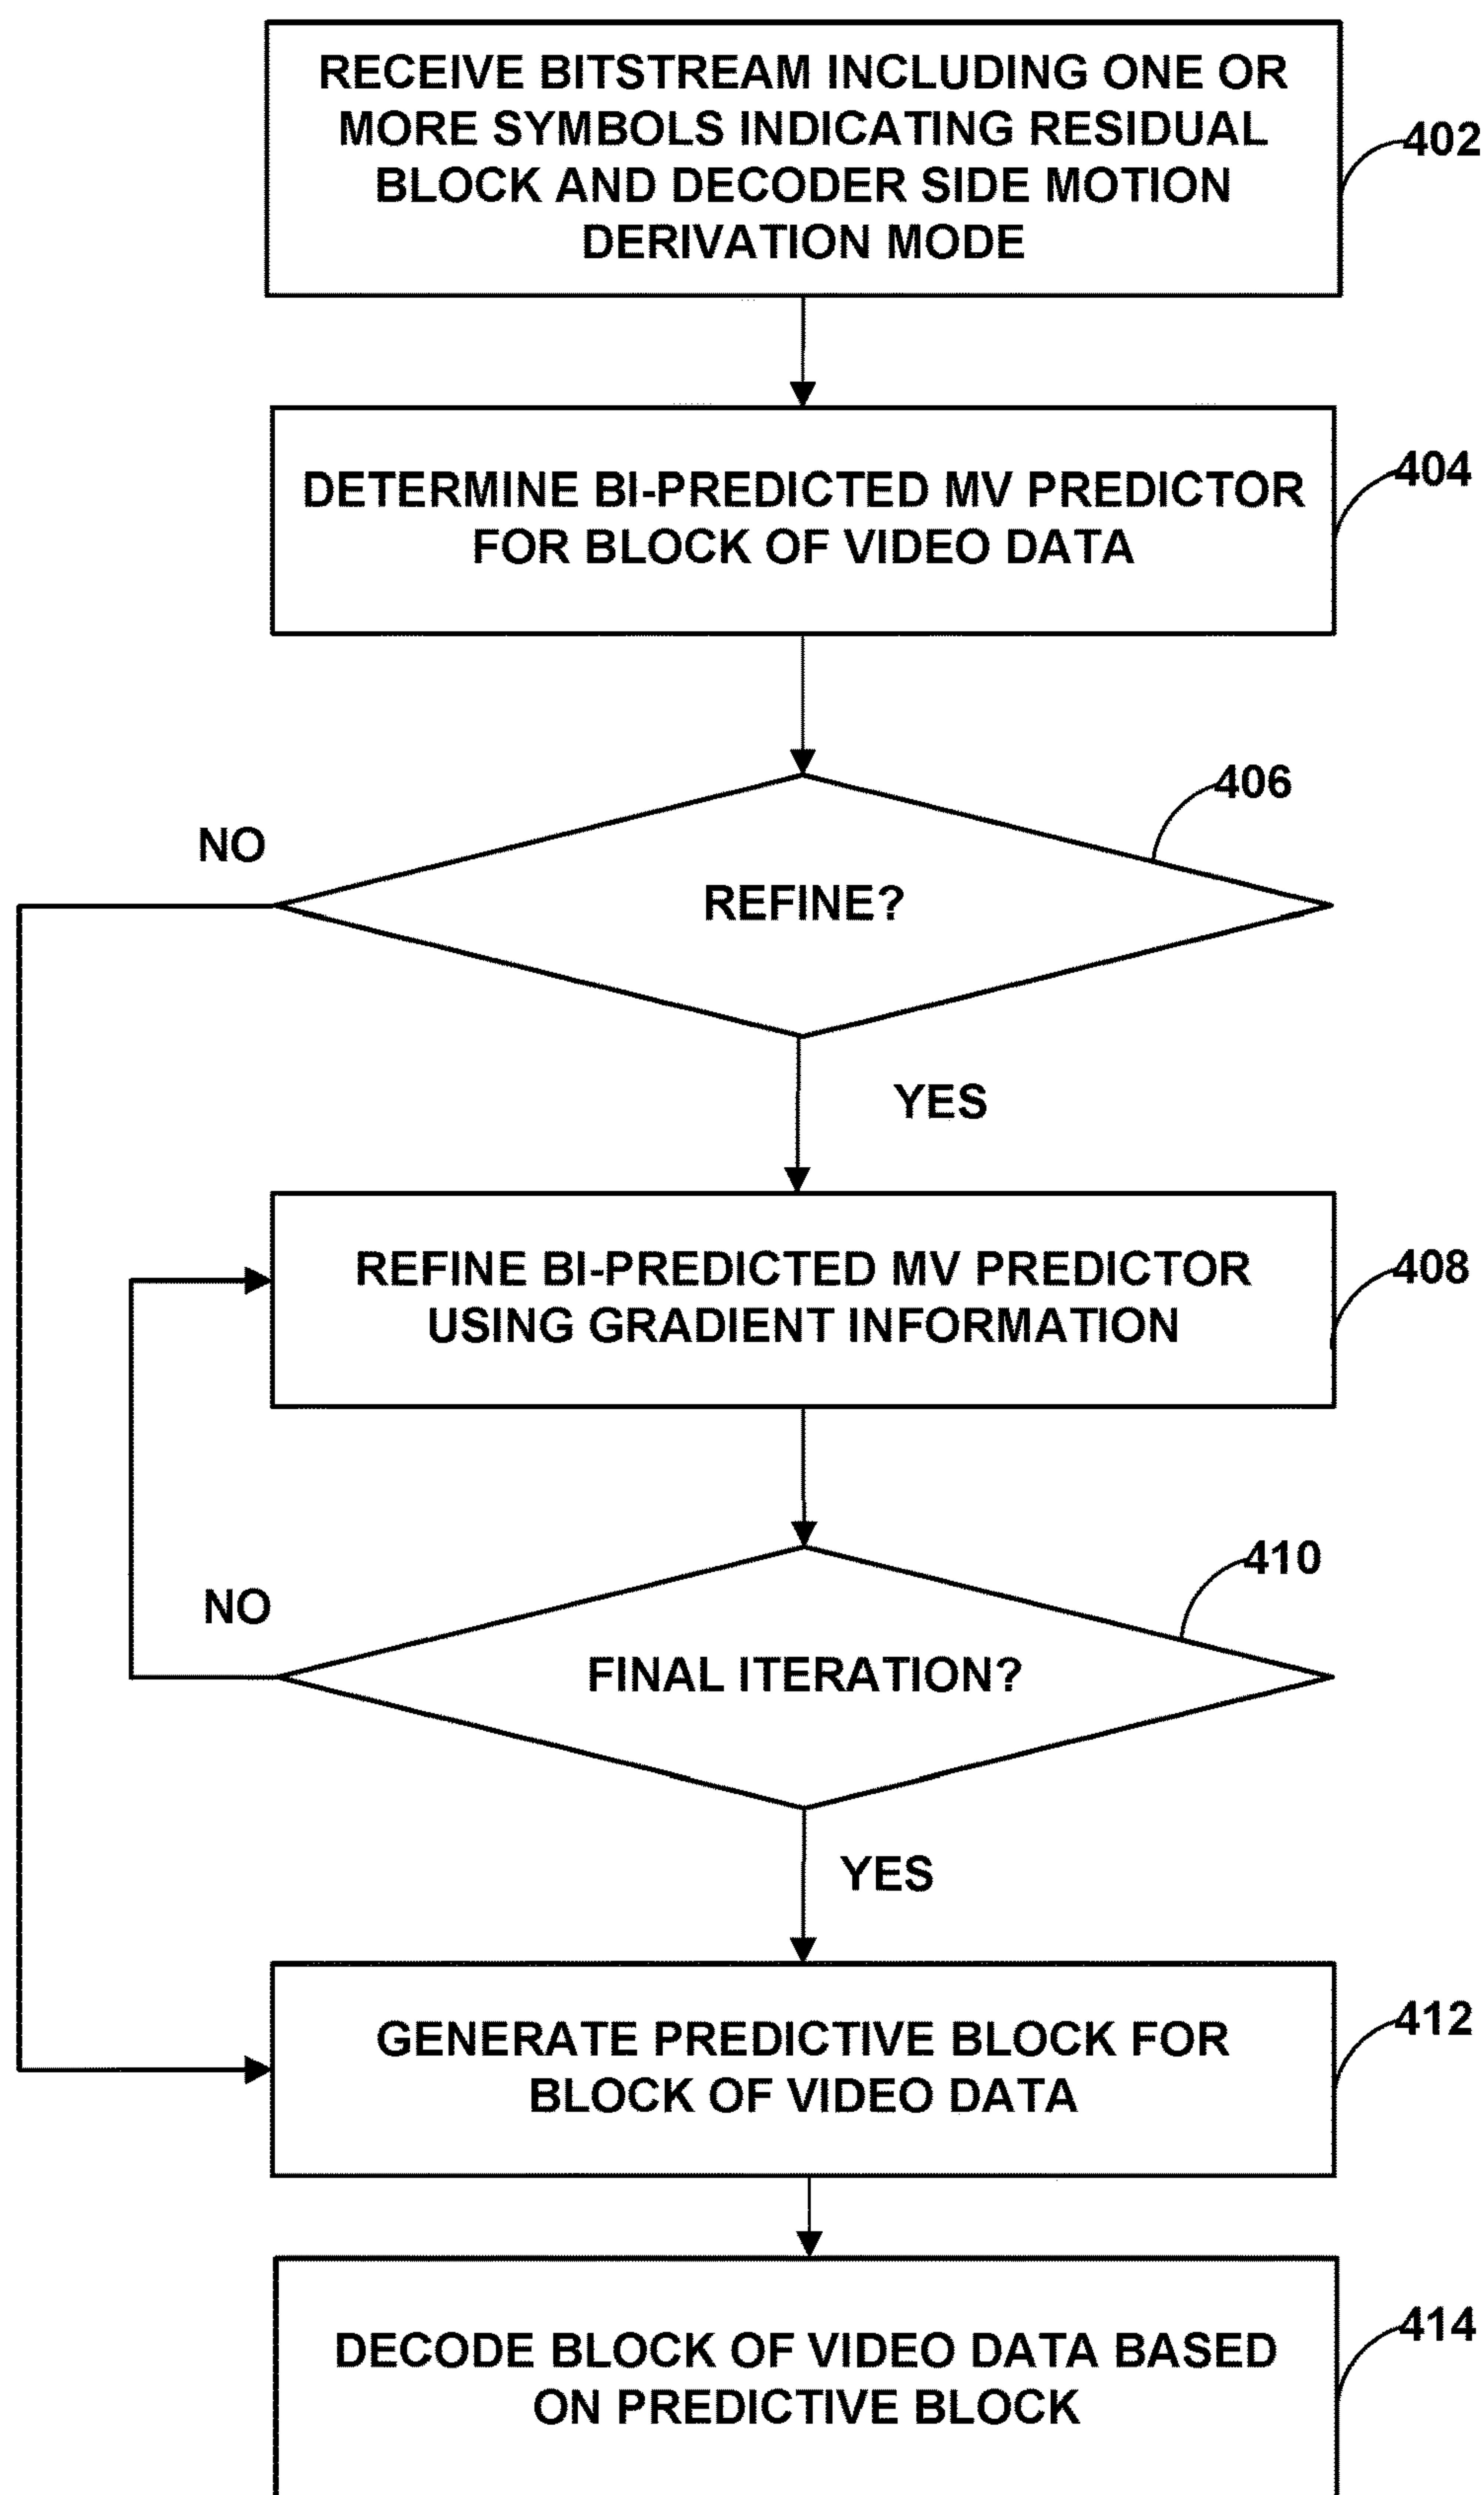 RECEIVE BITSTREAM INCLUDING ONE OR
MORE SYMBOLS INDICATING RESIDUAL
BLOCK AND DECODER SIDE MOTION
DERIVATION MODE
402
DETERMINE BI-PREDICTED MV PREDICTOR
FOR BLOCK OF VIDEO DATA
404
406
NO
REFINE?
YES
REFINE BI-PREDICTED MV PREDICTOR
USING GRADIENT INFORMATION
408
410
NO
FINAL ITERATION?
YES
GENERATE PREDICTIVE BLOCK FOR
BLOCK OF VIDEO DATA
412
DECODE BLOCK OF VIDEO DATA BASED
ON PREDICTIVE BLOCK
414